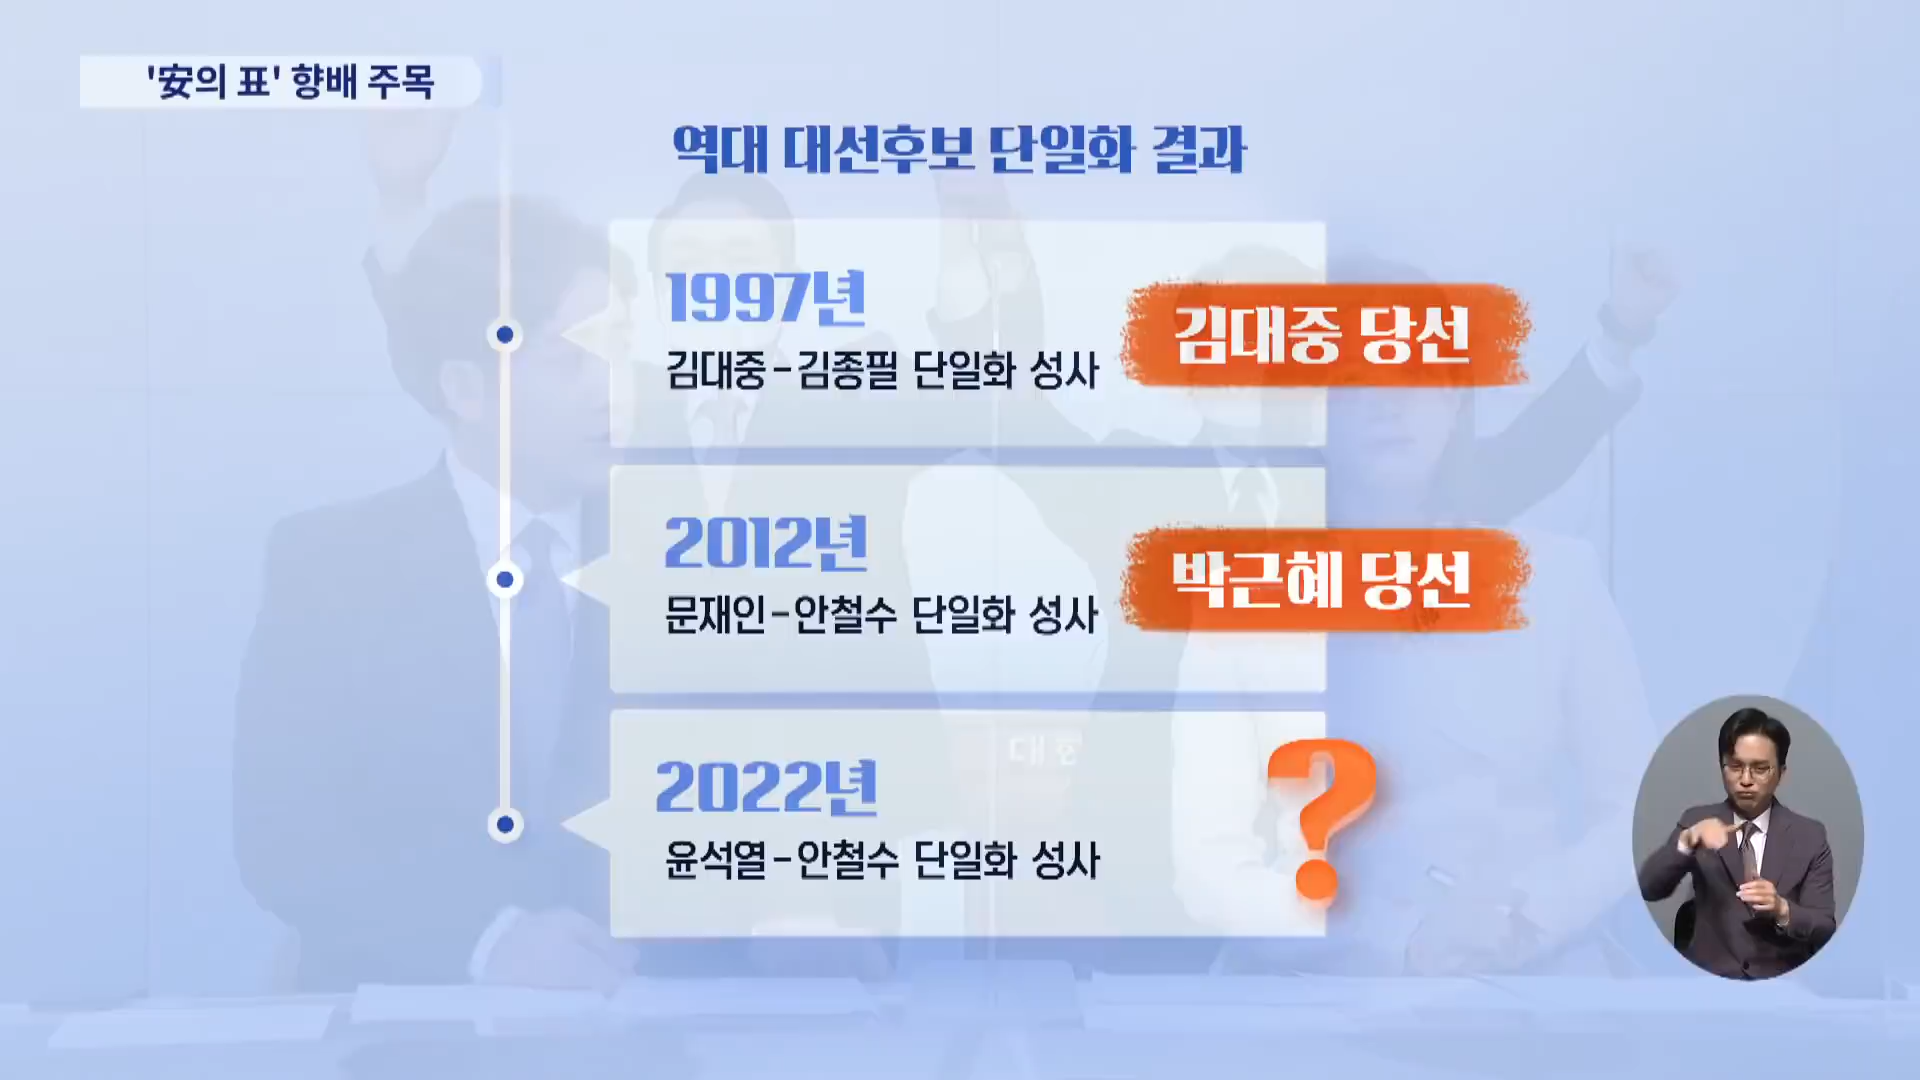 '安의 표' 향배 주목
역대 대선후보 단일화 결과
1997년
김대중-김종필 단일화 성사
김대중 당선
2012년
문재인-안철수 단일화 성사
박근혜 당선
2022년
윤석열-안철수 단일화 성사
?